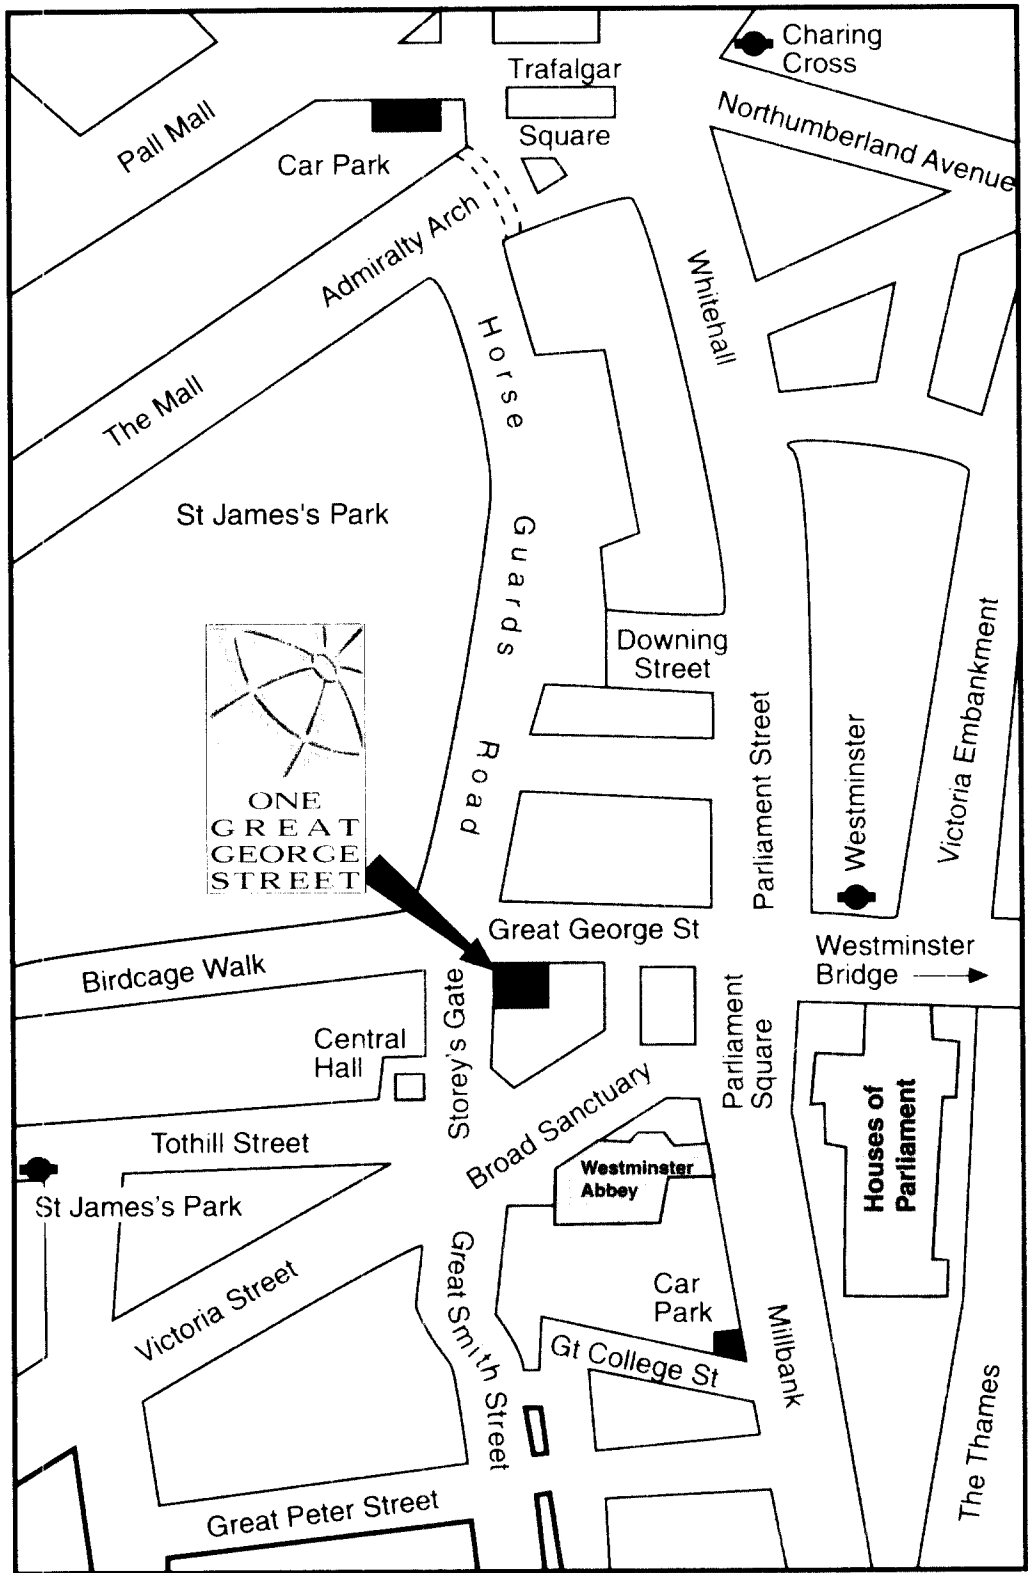 Charing
Cross
Trafalgar
Square
Northumberland Avenue
Pall Mall
Car Park
Admiralty Arch
Whitehall
Horse
Guards
Road
The Mall
St James's Park
Downing
Street
Parliament Street
Westminster
Victoria Embankment
ONE
GREAT
GEORGE
STREET
Great George St
Westminster
Bridge
Birdcage Walk
Storey's Gate
Central
Hall
Parliament
Square
Broad Sanctuary
Houses of
Parliament
Tothill Street
Westminster
Abbey
St James's Park
Victoria Street
Great Smith Street
Car
Park
Gt College St
Millbank
The Thames
Great Peter Street